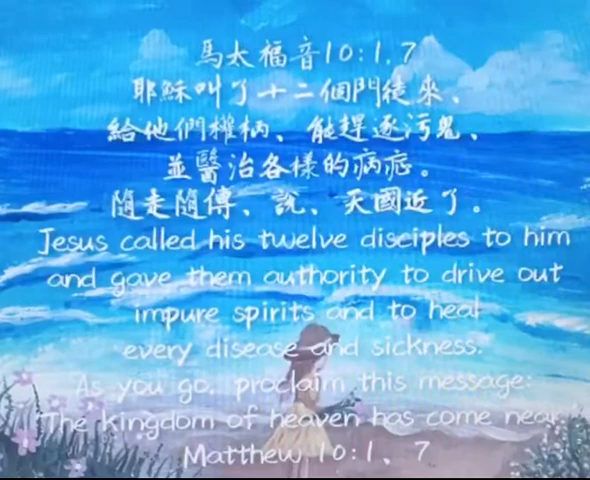 馬太福音10:1,7
耶穌叫了十二個門徒來、
給他們權柄、能趕逐污鬼、
並醫治各樣的病症。
隨走隨傳、說、天國近了。
Jesus called his twelve disciples to him
and gave them authority to drive out
impure spirits and to heal
every disease and sickness.
As you go, proclaim this message:
The kingdom of heaven has come near
Matthew 10:1、7